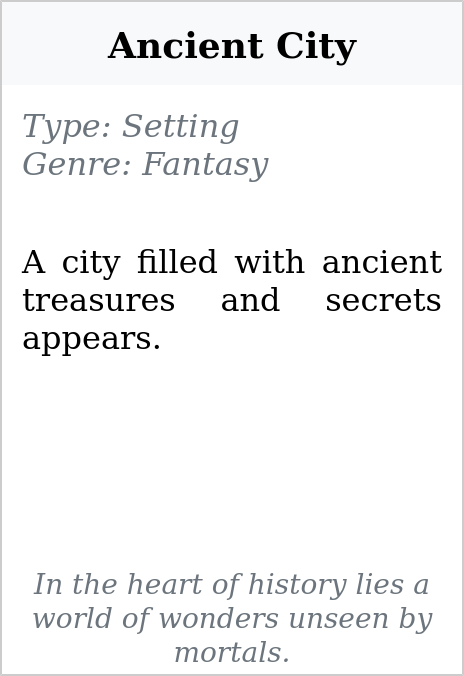 Ancient City
Type: Setting
Genre: Fantasy
A city filled with ancient
treasures and secrets
appears.
In the heart of history lies a
world of wonders unseen by
mortals.